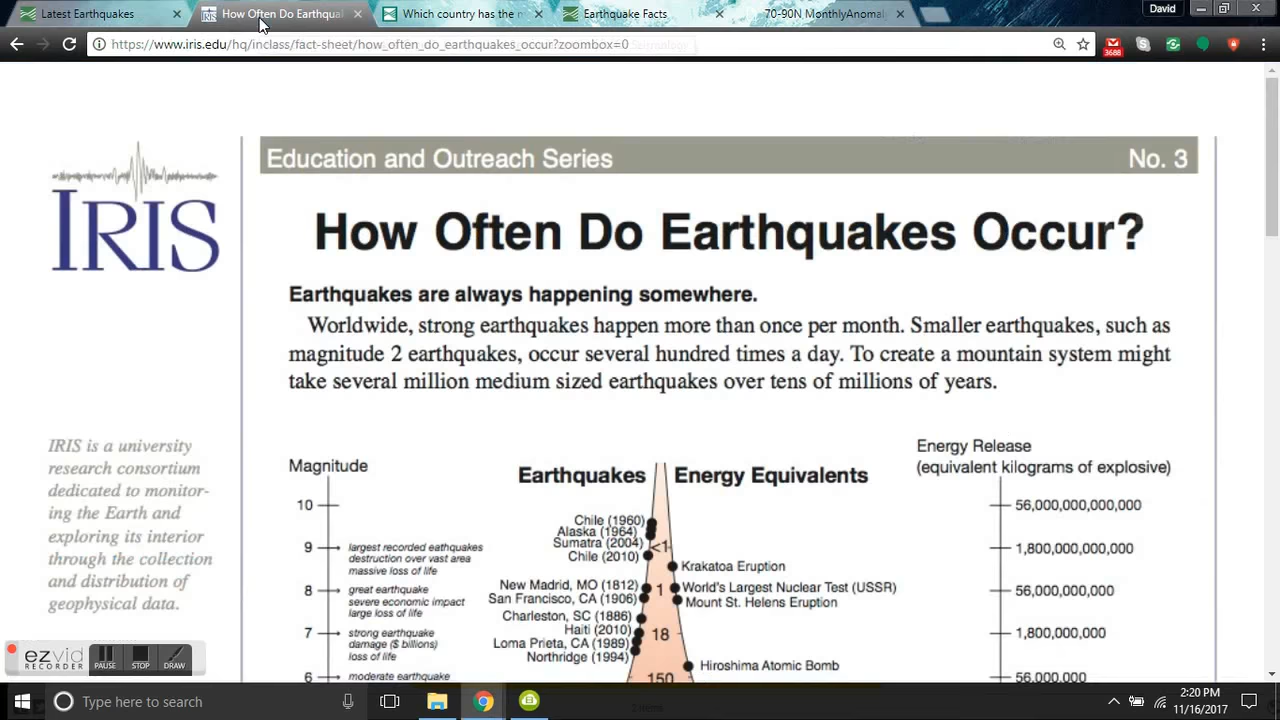 Latest Earthquakes
How Often Do Earthqua
Which country has the
Earthquake Facts
70-90N MonthlyAnomal
David
https://www.iris.edu/hq/inclass/fact-sheet/how_often_do_earthquakes_occur?zoombox=0
3688
IRIS
Education and Outreach Series
No. 3
How Often Do Earthquakes Occur?
Earthquakes are always happening somewhere.
Worldwide, strong earthquakes happen more than once per month. Smaller earthquakes, such as
magnitude 2 earthquakes, occur several hundred times a day. To create a mountain system might
take several million medium sized earthquakes over tens of millions of years.
IRIS is a university
research consortium
dedicated to monitor-
ing the Earth and
exploring its interior
through the collection
and distribution of
geophysical data.
Magnitude
Earthquakes
Energy Equivalents
Energy Release
(equivalent kilograms of explosive)
10
56,000,000,000,000
Chile (1960)
Alaska (1964)
Sumatra (2004)
9
largest recorded eathquakes
destruction over vast area
massive loss of life
Chile (2010)
<1
1,800,000,000,000
Krakatoa Eruption
8
great earthquake
severe economic impact
large loss of life
New Madrid, MO (1812)
San Francisco, CA (1906)
1
World's Largest Nuclear Test (USSR)
Mount St. Helens Eruption
56,000,000,000
Charleston, SC (1886)
7
strong earthquake
damage ($ billions)
loss of life
Haiti (2010)
Loma Prieta, CA (1989)
Northridge (1994)
18
1,800,000,000
Hiroshima Atomic Bomb
6
moderate earthquake
150
56,000,000
ezvid
RECORDER
PAUSE
STOP
DRAW
Type here to search
2:20 PM
11/16/2017